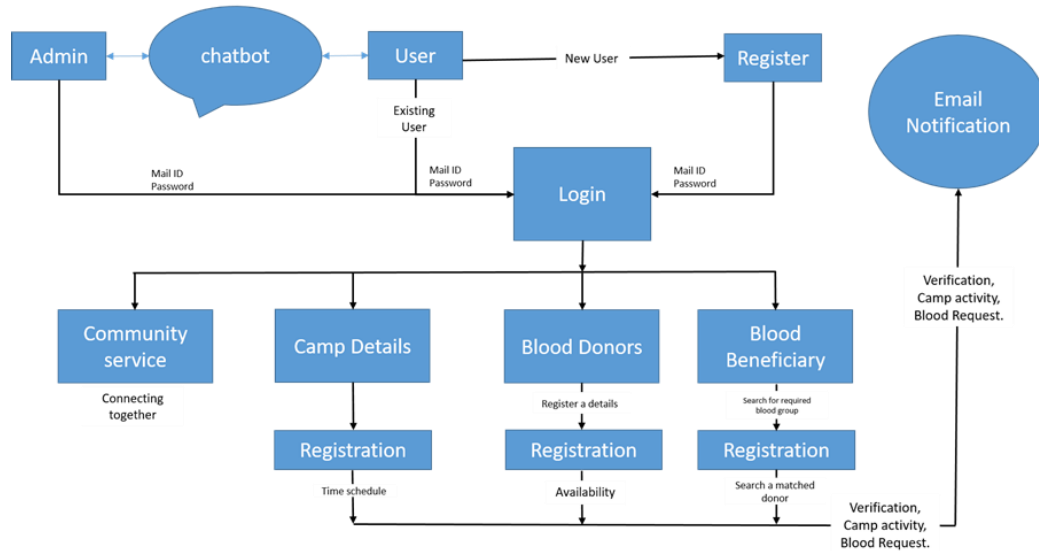 Admin
chatbot
User
New User
Register
Email
Notification
Existing
User
Mail ID
Password
Mail ID
Password
Mail ID
Password
Login
Verification,
Camp activity,
Blood Request.
Community
service
Camp Details
Blood Donors
Blood
Beneficiary
Connecting
together
Register a details
Search for required
blood group
Registration
Registration
Registration
Time schedule
Availability
Search a matched
donor
Verification,
Camp activity,
Blood Request.